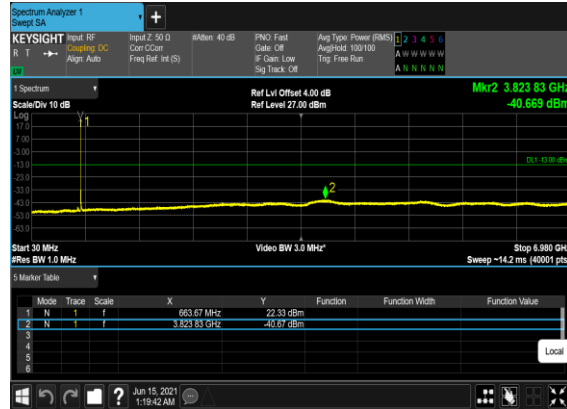 Spectrum Analyzer 1
Swept SA
+
KEYSIGHT Input: RF Input Z: 50 Ω #Atten: 40 dB PNO: Fast Avg Type: Power (RMS) 1 2 3 4 5 6
R T Coupling: DC Corr CCorr Gate: Off Avg|Hold: 100/100 A W W W W W
Align: Auto Freq Ref: Int (S) IF Gain: Low Trig: Free Run
Sig Track: Off A N N N N N
1 Spectrum Ref Lvl Offset 4.00 dB Mkr2 3.823 83 GHz
Scale/Div 10 dB Ref Level 27.00 dBm -40.669 dBm
Log
17.0
7.00
-3.00
-13.0
-23.0
-33.0
-43.0
-53.0
-63.0
1
2
DL1 -13.00 dBm
Start 30 MHz Video BW 3.0 MHz* Stop 6.980 GHz
#Res BW 1.0 MHz Sweep ~14.2 ms (40001 pts)
5 Marker Table
Mode Trace Scale X Y Function Function Width Function Value
1 N 1 f 663.67 MHz 22.33 dBm
2 N 1 f 3.823 83 GHz -40.67 dBm
3
4
5
6
Local
? Jun 15, 2021
1:19:42 AM